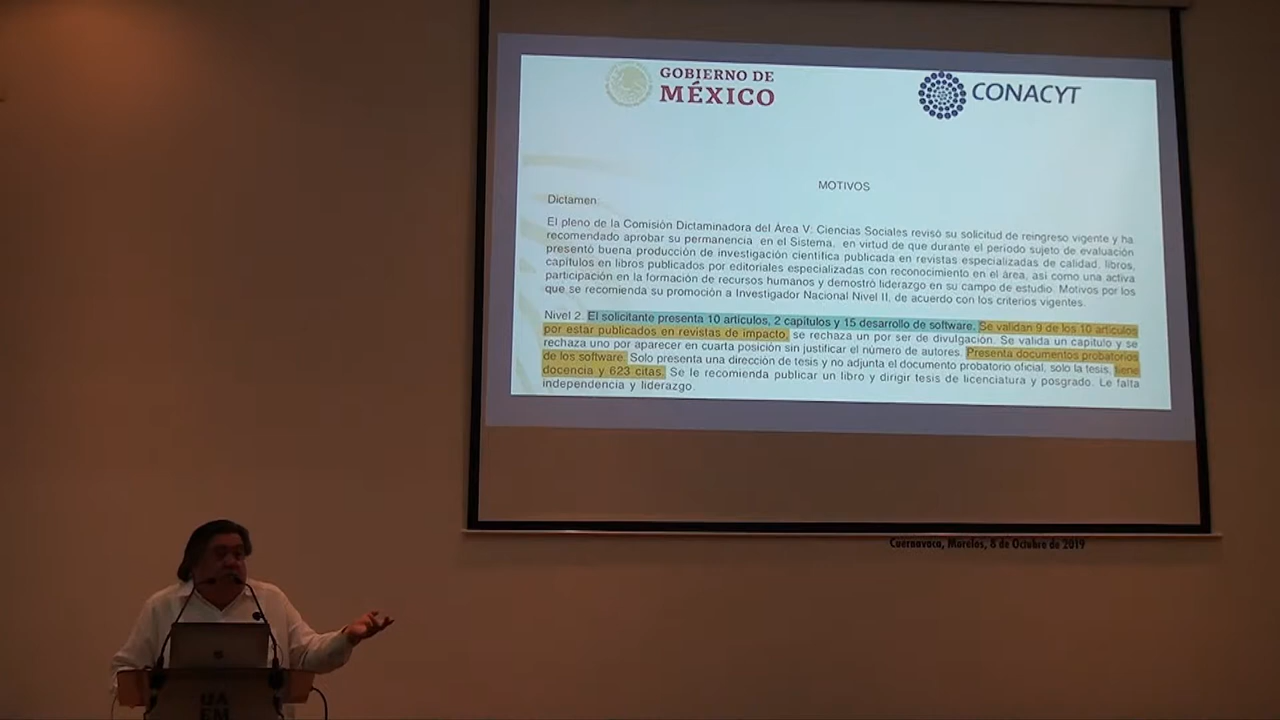 GOBIERNO DE
MÉXICO
CONACYT
MOTIVOS
Dictamen:
El pleno de la Comisión Dictaminadora del Área V. Ciencias Sociales revisó su solicitud de reingreso vigente y ha
recomendado aprobar su permanencia en el Sistema, en virtud de que durante el periodo sujeto de evaluación
presentó buena producción de investigación científica publicada en revistas especializadas de calidad, libros,
capítulos en libros publicados por editoriales especializadas con reconocimiento en el área, así como una activa
participación en la formación de recursos humanos y demostró liderazgo en su campo de estudio. Motivos por los
que se recomienda su promoción a Investigador Nacional Nivel II, de acuerdo con los criterios vigentes.
Nivel 2. El solicitante presenta 10 artículos, 2 capítulos y 15 desarrollo de software. Se validan 9 de los 10 artículos
por estar publicados en revistas de impacto, se rechaza un por ser de divulgación. Se valida un capítulo y se
rechaza uno por aparecer en cuarta posición sin justificar el número de autores. Presenta documentos probatorios
de los software. Solo presenta una dirección de tesis y no adjunta el documento probatorio oficial, solo la tesis, tiene
docencia y 623 citas. Se le recomienda publicar un libro y dirigir tesis de licenciatura y posgrado. Le falta
independencia y liderazgo.
Cuernavaca, Morelos, 8 de Octubre de 2019
UA
EM